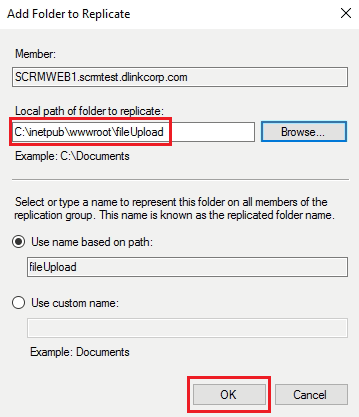 Add Folder to Replicate
Member:
SCRMWEB1.scrmtest.dlinkcorp.com
Local path of folder to replicate:
C:\inetpub\wwwroot\fileUpload
Browse...
Example: C:\Documents
Select or type a name to represent this folder on all members of the
replication group. This name is known as the replicated folder name.
Use name based on path:
fileUpload
Use custom name:
Example: Documents
OK
Cancel